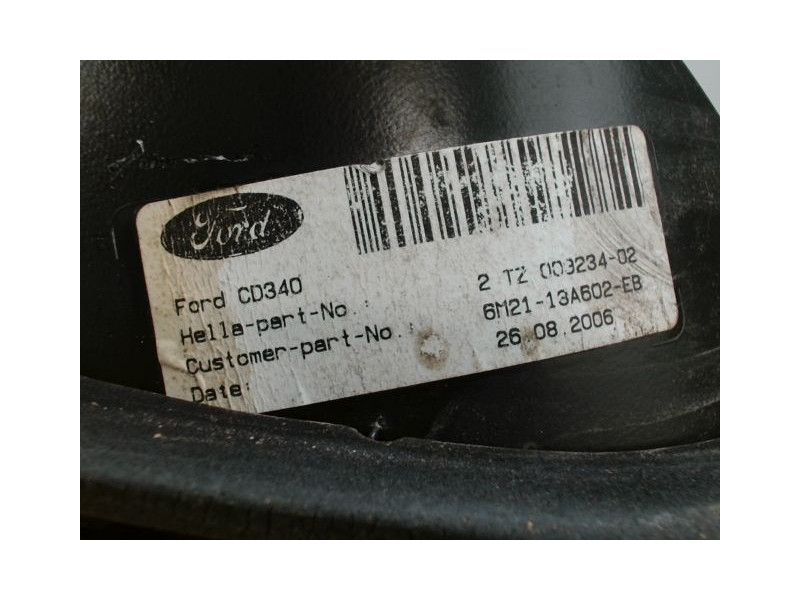 Ford
Ford CD340
Hella-part-No.: 2 TZ 009234-02
Customer-part-No.: 6M21-13A602-EB
Date: 26.08.2006